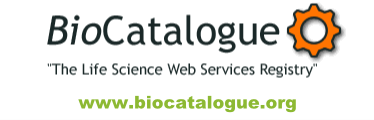 BioCatalogue
"The Life Science Web Services Registry"
www.biocatalogue.org